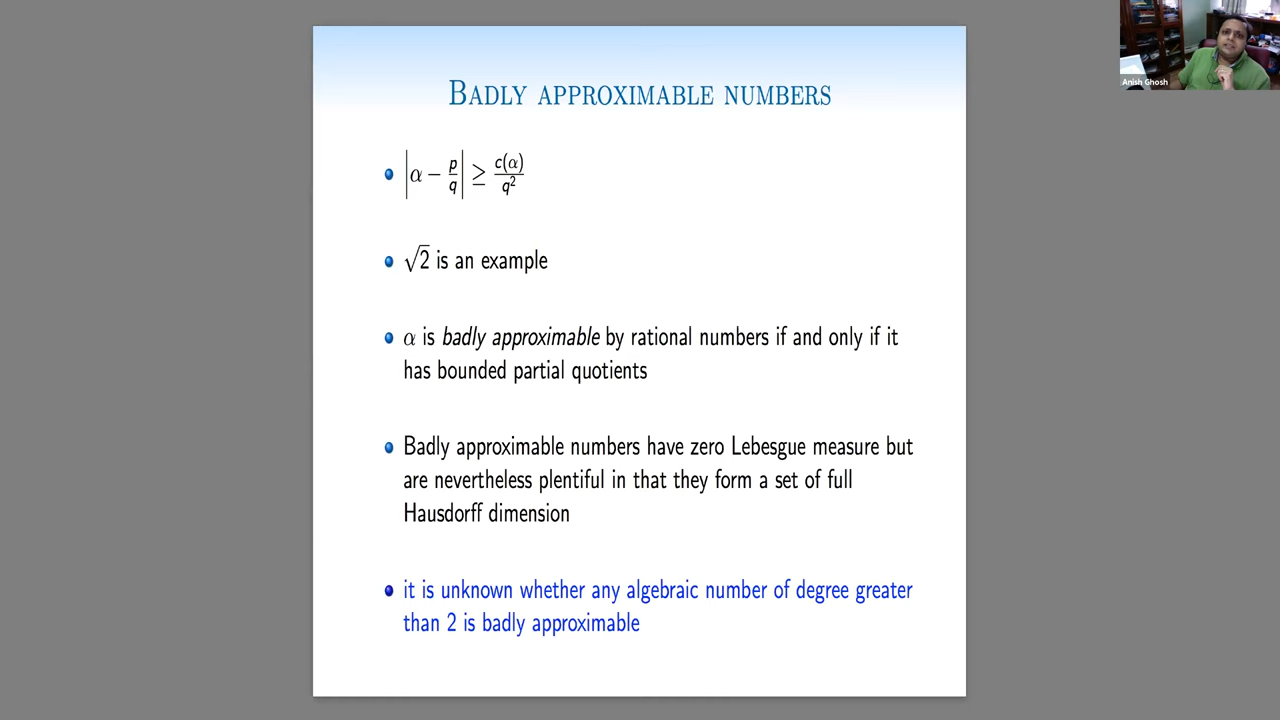 BADLY APPROXIMABLE NUMBERS
|α − p/q| ≥ c(α)/q²
√2 is an example
α is badly approximable by rational numbers if and only if it
has bounded partial quotients
Badly approximable numbers have zero Lebesgue measure but
are nevertheless plentiful in that they form a set of full
Hausdorff dimension
it is unknown whether any algebraic number of degree greater
than 2 is badly approximable
Anish Ghosh